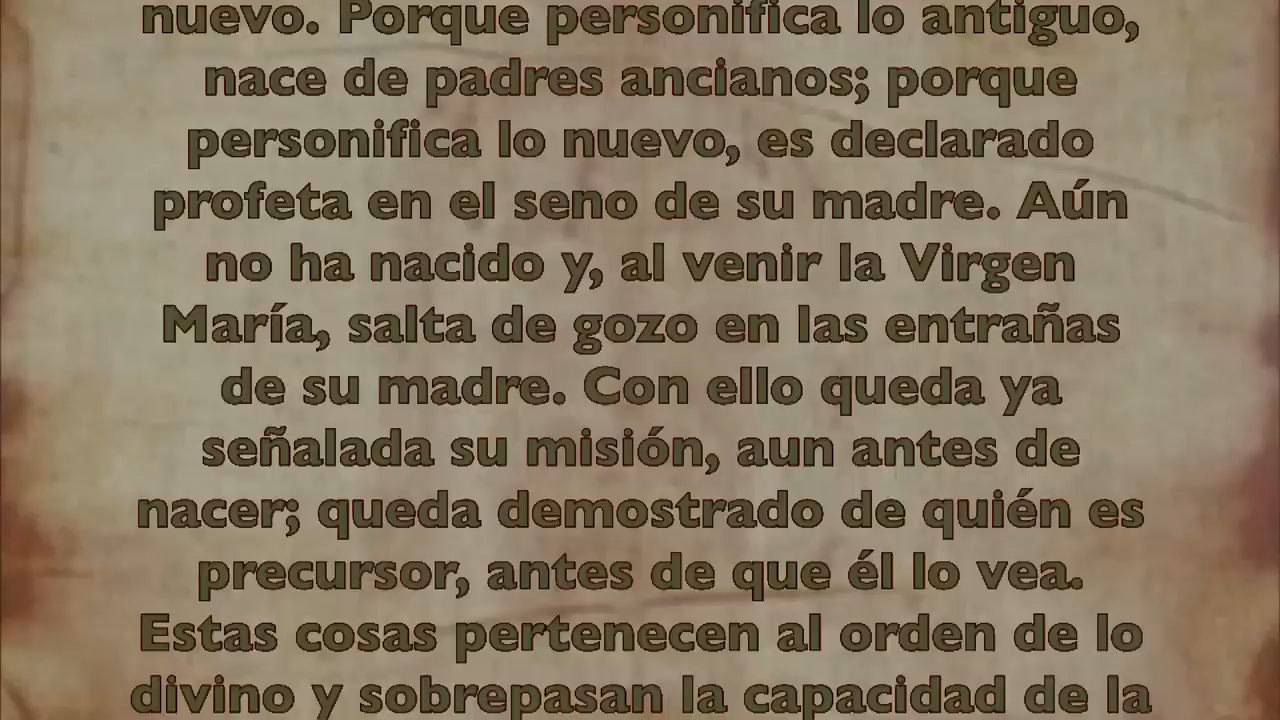 nuevo. Porque personifica lo antiguo,
nace de padres ancianos; porque
personifica lo nuevo, es declarado
profeta en el seno de su madre. Aún
no ha nacido y, al venir la Virgen
María, salta de gozo en las entrañas
de su madre. Con ello queda ya
señalada su misión, aun antes de
nacer; queda demostrado de quién es
precursor, antes de que él lo vea.
Estas cosas pertenecen al orden de lo
divino y sobrepasan la capacidad de la